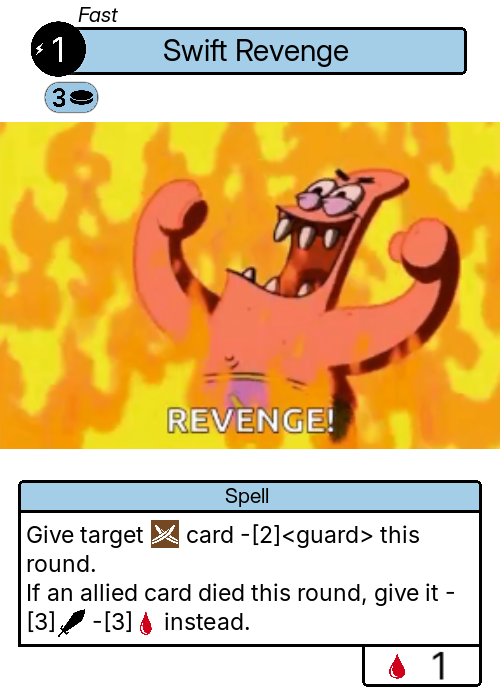 Fast
1
Swift Revenge
3
REVENGE!
Spell
Give target card -[2]<guard> this
round.
If an allied card died this round, give it -
[3] -[3] instead.
1